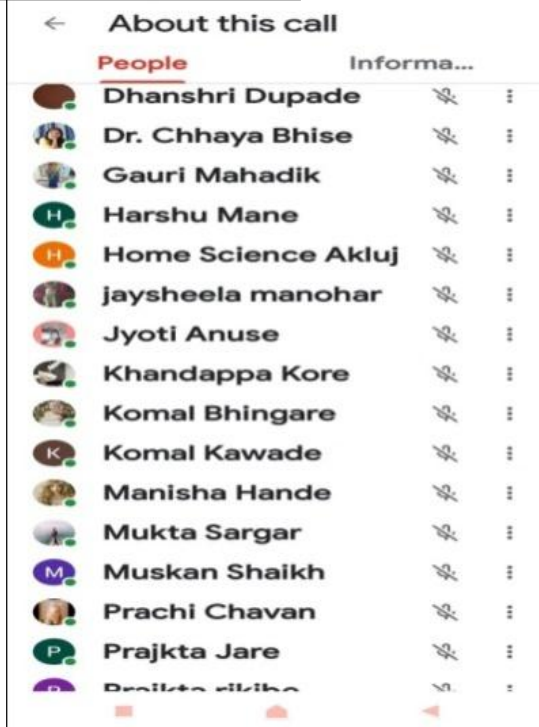 About this call
People Informa...
Dhanshri Dupade
Dr. Chhaya Bhise
Gauri Mahadik
H Harshu Mane
H Home Science Akluj
jaysheela manohar
Jyoti Anuse
Khandappa Kore
Komal Bhingare
K Komal Kawade
Manisha Hande
Mukta Sargar
M Muskan Shaikh
Prachi Chavan
P Prajkta Jare